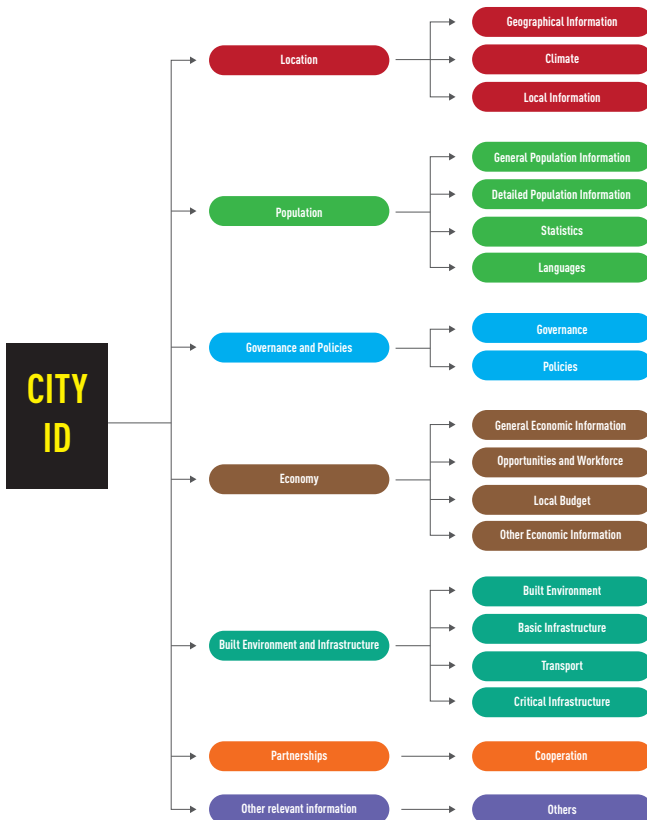 CITY
ID
Location
Geographical Information
Climate
Local Information
Population
General Population Information
Detailed Population Information
Statistics
Languages
Governance and Policies
Governance
Policies
Economy
General Economic Information
Opportunities and Workforce
Local Budget
Other Economic Information
Built Environment and Infrastructure
Built Environment
Basic Infrastructure
Transport
Critical Infrastructure
Partnerships
Cooperation
Other relevant information
Others